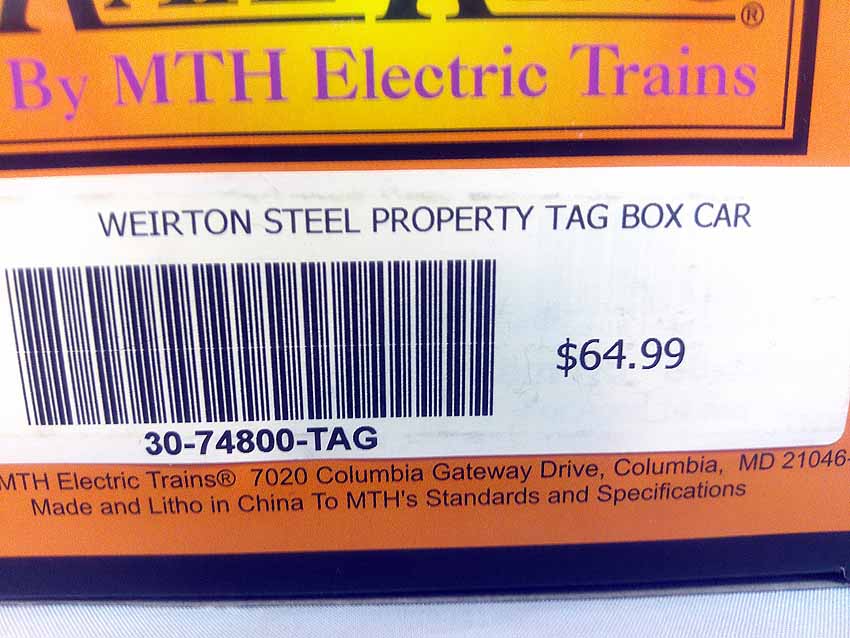 ®
By MTH Electric Trains
WEIRTON STEEL PROPERTY TAG BOX CAR
$64.99
30-74800-TAG
MTH Electric Trains® 7020 Columbia Gateway Drive, Columbia, MD 21046-
Made and Litho in China To MTH's Standards and Specifications